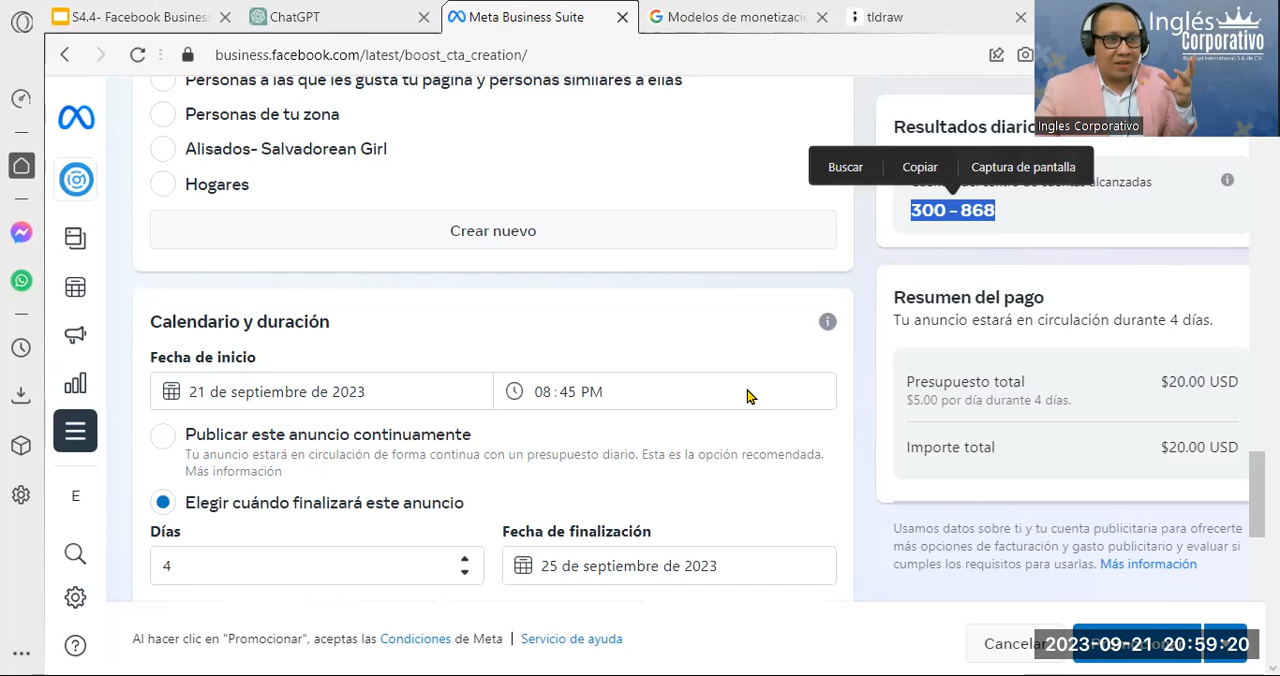 S4.4- Facebook Business
ChatGPT
Meta Business Suite
Modelos de monetizaci
tldraw
business.facebook.com/latest/boost_cta_creation/
Inglés
Corporativo
Ingles Corporativo
Personas a las que les gusta tu página y personas similares a ellas
Personas de tu zona
Alisados- Salvadorean Girl
Hogares
Crear nuevo
Resultados diario
Buscar
Copiar
Captura de pantalla
alcanzadas
300 – 868
Calendario y duración
Fecha de inicio
21 de septiembre de 2023
08:45 PM
Publicar este anuncio continuamente
Tu anuncio estará en circulación de forma continua con un presupuesto diario. Esta es la opción recomendada.
Más información
Elegir cuándo finalizará este anuncio
Días
Fecha de finalización
4
25 de septiembre de 2023
Resumen del pago
Tu anuncio estará en circulación durante 4 días.
Presupuesto total
$20.00 USD
$5.00 por día durante 4 días.
Importe total
$20.00 USD
Usamos datos sobre ti y tu cuenta publicitaria para ofrecerte
más opciones de facturación y gasto publicitario y evaluar si
cumples los requisitos para usarlas. Más información
E
Al hacer clic en "Promocionar", aceptas las Condiciones de Meta | Servicio de ayuda
Cancelar
2023-09-21 20:59:20